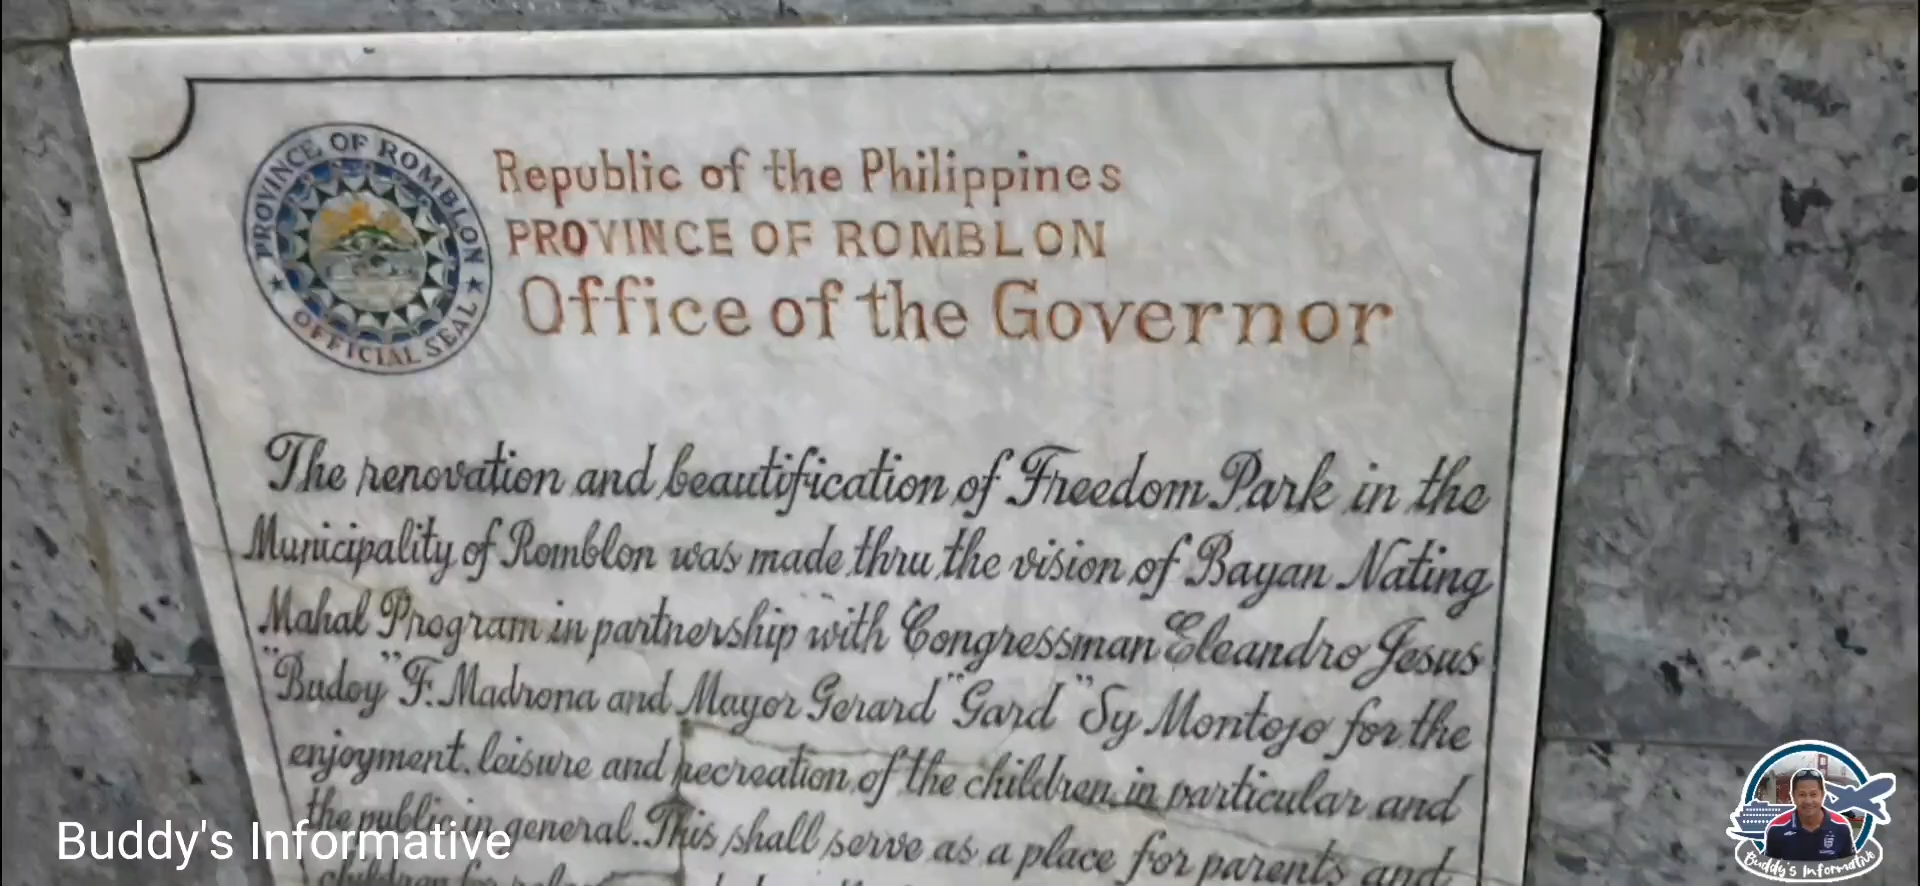 PROVINCE OF ROMBLON
OFFICIAL SEAL
Republic of the Philippines
PROVINCE OF ROMBLON
Office of the Governor
The renovation and beautification of Freedom Park in the
Municipality of Romblon was made thru the vision of Bayan Nating
Mahal Program in partnership with Congressman Eleandro Jesus
"Budoy" F. Madrona and Mayor Gerard "Gard" Sy Montojo for the
enjoyment, leisure and recreation of the children in particular and
the public in general. This shall serve as a place for parents and
children for
Buddy's Informative
Buddy's Informative